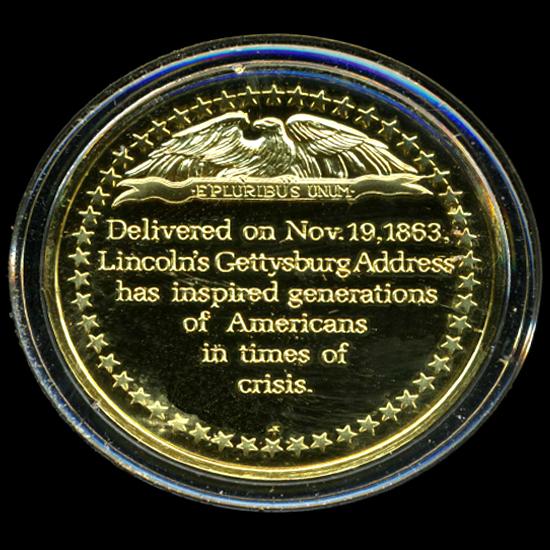 ·E PLURIBUS UNUM·
Delivered on Nov. 19, 1863,
Lincoln's Gettysburg Address
has inspired generations
of Americans
in times of
crisis.